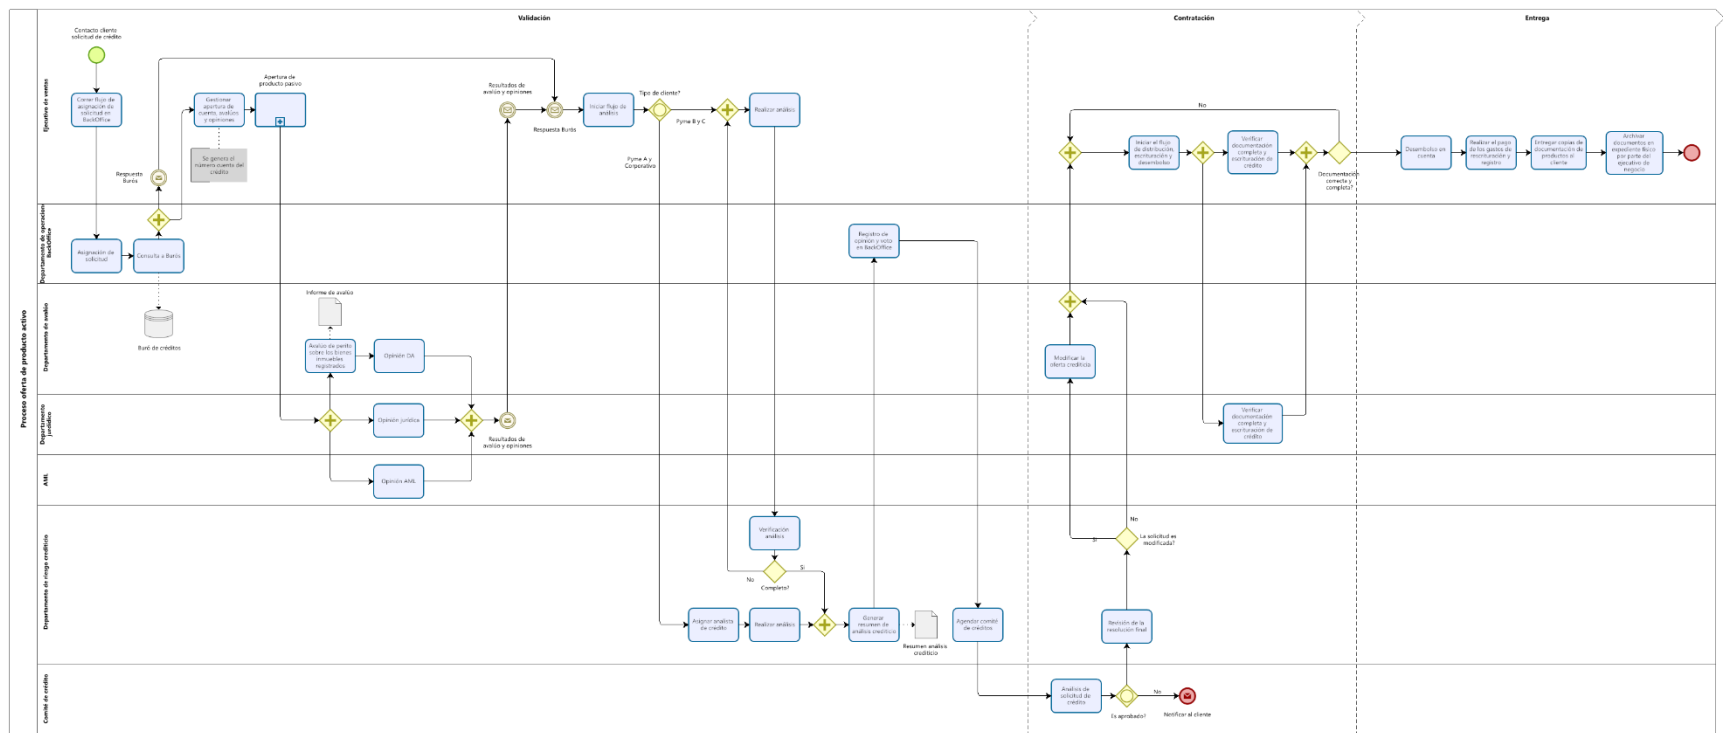 Validación
Contratación
Entrega
Proceso oferta de producto activo
Ejecutivo de ventas
Contacto cliente
solicitud de crédito
Correr flujo de
asignación de
solicitud en
BackOffice
Respuesta
Burós
Gestionar
apertura de
cuenta, avalúos
y opiniones
Se genera el
número cuenta del
crédito
Apertura de
producto pasivo
Resultados de
avalúo y opiniones
Respuesta Burós
Iniciar flujo de
análisis
Tipo de cliente?
Pyme B y C
Pyme A y
Corporativo
Realizar análisis
No
Iniciar el flujo
de distribución,
escrituración y
desembolso
Verificar
documentación
completa y
escrituración de
crédito
Documentación
correcta y
completa?
Desembolso en
cuenta
Realizar el pago
de los gastos de
escrituración y
registro
Entregar copias de
documentación de
productos al
cliente
Archivar
documentos en
expediente físico
por parte del
ejecutivo de
negocio
Departamento de operacion
BackOffice
Asignación de
solicitud
Consulta a Burós
Buró de créditos
Registro de
opinión y voto
en BackOffice
Departamento de avalúo
Informe de avalúo
Avalúo de perito
sobre los bienes
inmuebles
registrados
Opinión DA
Modificar la
oferta crediticia
Departamento
jurídico
Opinión jurídica
Resultados de
avalúo y opiniones
Verificar
documentación
completa y
escrituración de
crédito
AML
Opinión AML
Departamento de riesgo crediticio
Verificación
análisis
No
Si
Completo?
Asignar analista
de crédito
Realizar análisis
Generar
resumen de
análisis crediticio
Resumen análisis
crediticio
Agendar comité
de créditos
No
Si
La solicitud es
modificada?
Revisión de la
resolución final
Comité de crédito
Análisis de
solicitud de
crédito
Es aprobado?
No
Notificar al cliente